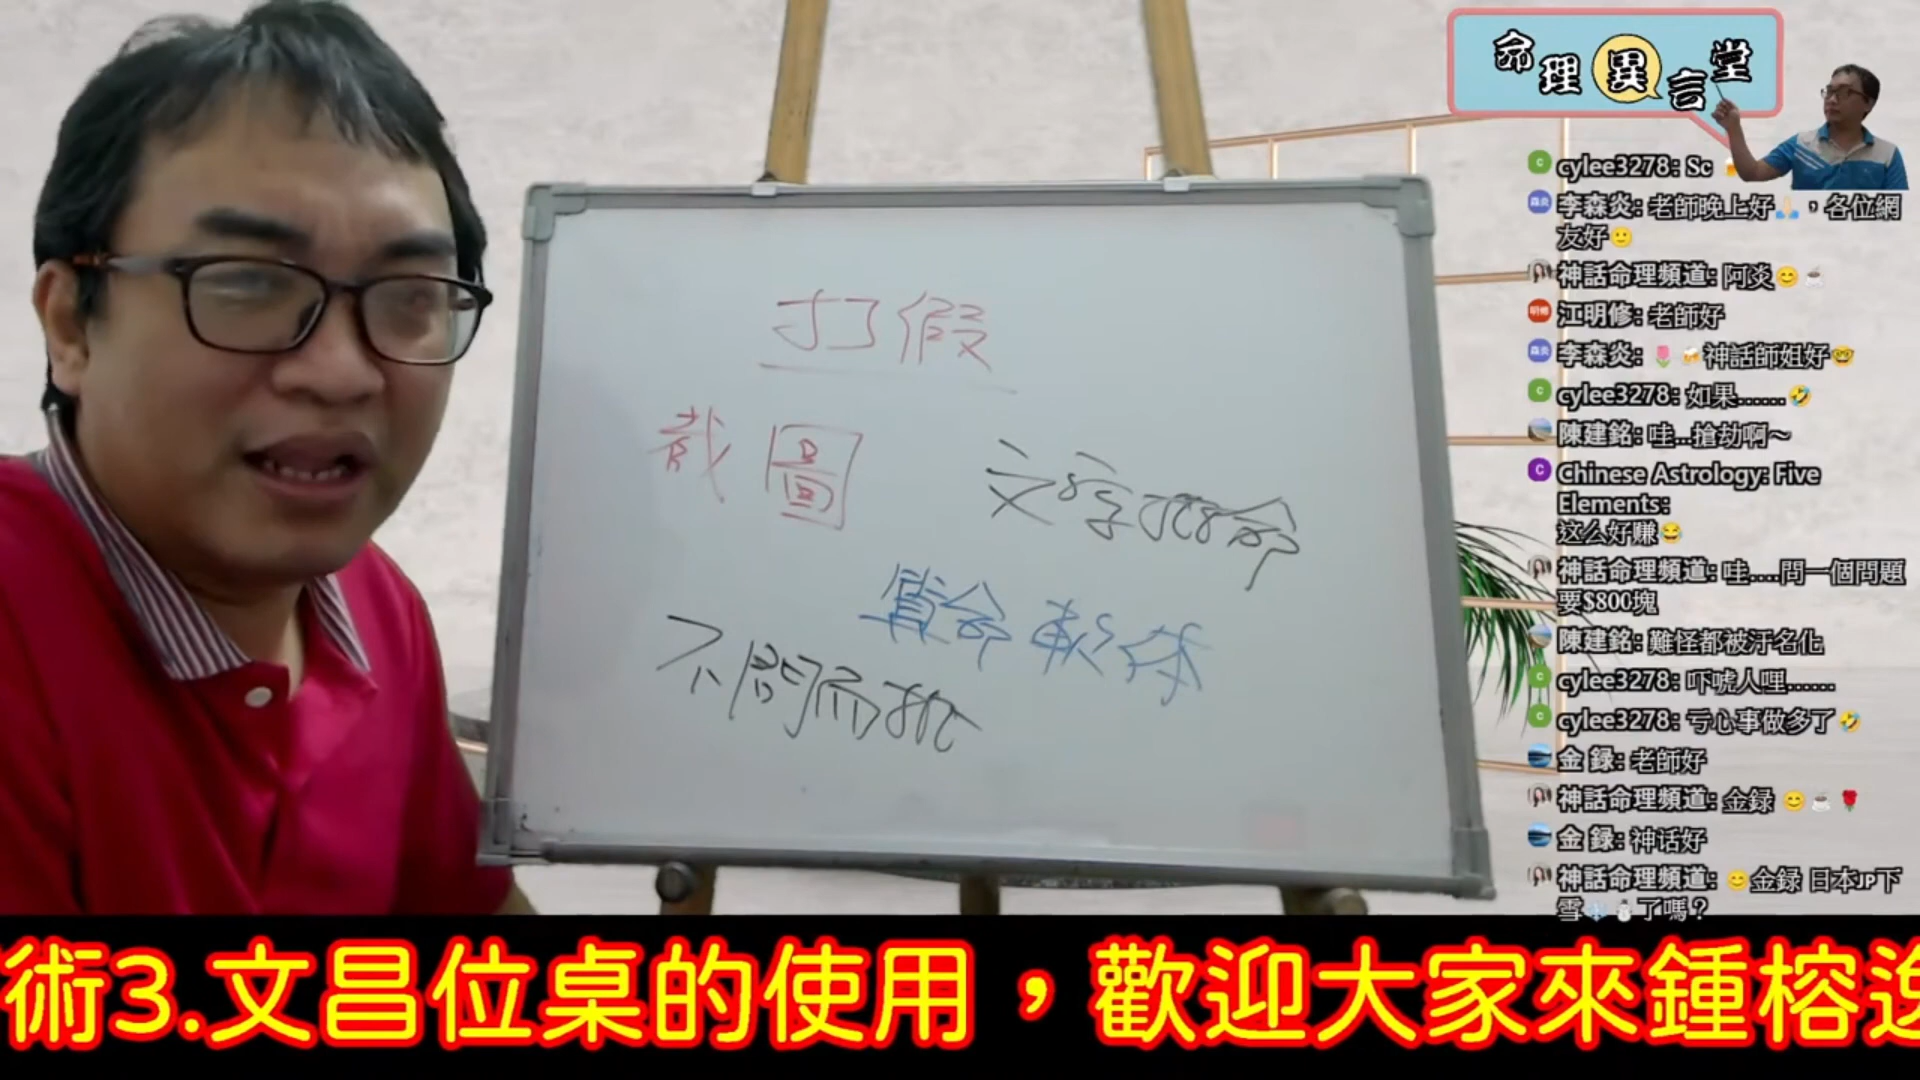 命理異言堂
cylee3278: Sc
李森炎: 老師晚上好🙏，各位網
友好🙂
神話命理頻道: 阿炎😊☕
江明修: 老師好
李森炎: 🌷🍻神話師姐好🤓
cylee3278: 如果......🤣
陳建銘: 哇...搶劫啊～
Chinese Astrology: Five
Elements:
这么好赚😂
神話命理頻道: 哇....問一個問題
要$800塊
陳建銘: 難怪都被汙名化
cylee3278: 吓唬人哩......
cylee3278: 亏心事做多了🤣
金 録: 老師好
神話命理頻道: 金録 😊☕🌹
金 録: 神话好
神話命理頻道: 😊金録 日本JP下
雪❄️⛄了嗎？
打假
截圖
文字批命
算命軟体
不問而批
術3.文昌位桌的使用，歡迎大家來鍾榕逸